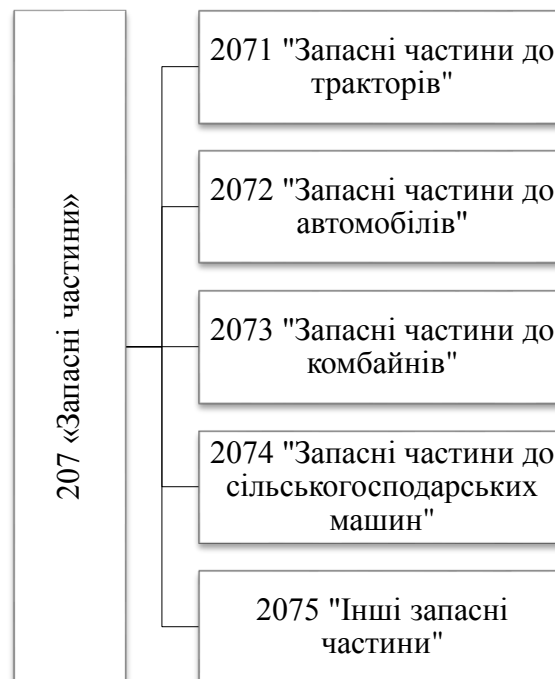 207 «Запасні частини»
2071 "Запасні частини до
тракторів"
2072 "Запасні частини до
автомобілів"
2073 "Запасні частини до
комбайнів"
2074 "Запасні частини до
сільськогосподарських
машин"
2075 "Інші запасні
частини"